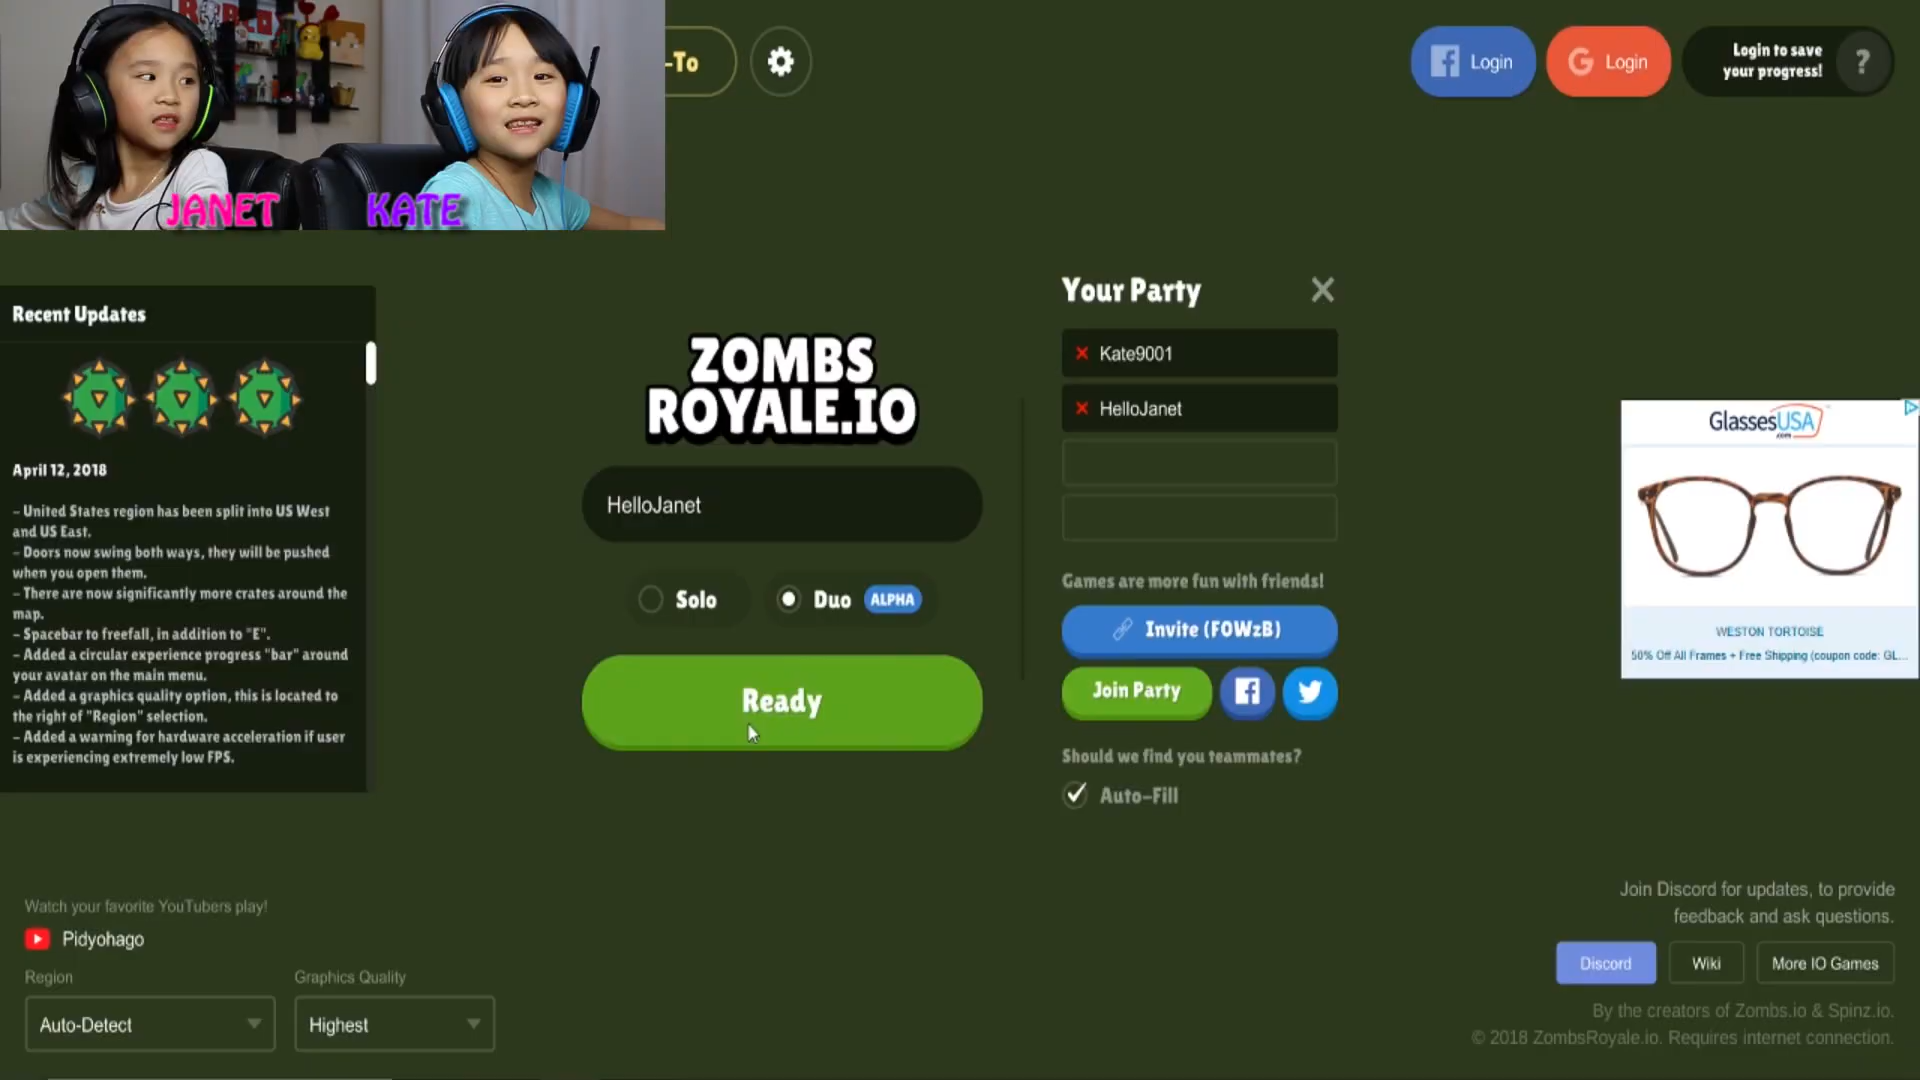 JANET
KATE
-To
Login
G Login
Login to save
your progress!
?
Recent Updates
April 12, 2018
- United States region has been split into US West
and US East.
- Doors now swing both ways, they will be pushed
when you open them.
- There are now significantly more crates around the
map.
- Spacebar to freefall, in addition to "E".
- Added a circular experience progress "bar" around
your avatar on the main menu.
- Added a graphics quality option, this is located to
the right of "Region" selection.
- Added a warning for hardware acceleration if user
is experiencing extremely low FPS.
ZOMBS
ROYALE.IO
HelloJanet
Solo
Duo ALPHA
Ready
Your Party
Kate9001
HelloJanet
Games are more fun with friends!
Invite (FOWzB)
Join Party
Should we find you teammates?
Auto-Fill
GlassesUSA
.com
WESTON TORTOISE
50% Off All Frames + Free Shipping (coupon code: GL...
Watch your favorite YouTubers play!
Pidyohago
Region
Graphics Quality
Auto-Detect
Highest
Join Discord for updates, to provide
feedback and ask questions.
Discord
Wiki
More IO Games
By the creators of Zombs.io & Spinz.io.
© 2018 ZombsRoyale.io. Requires internet connection.